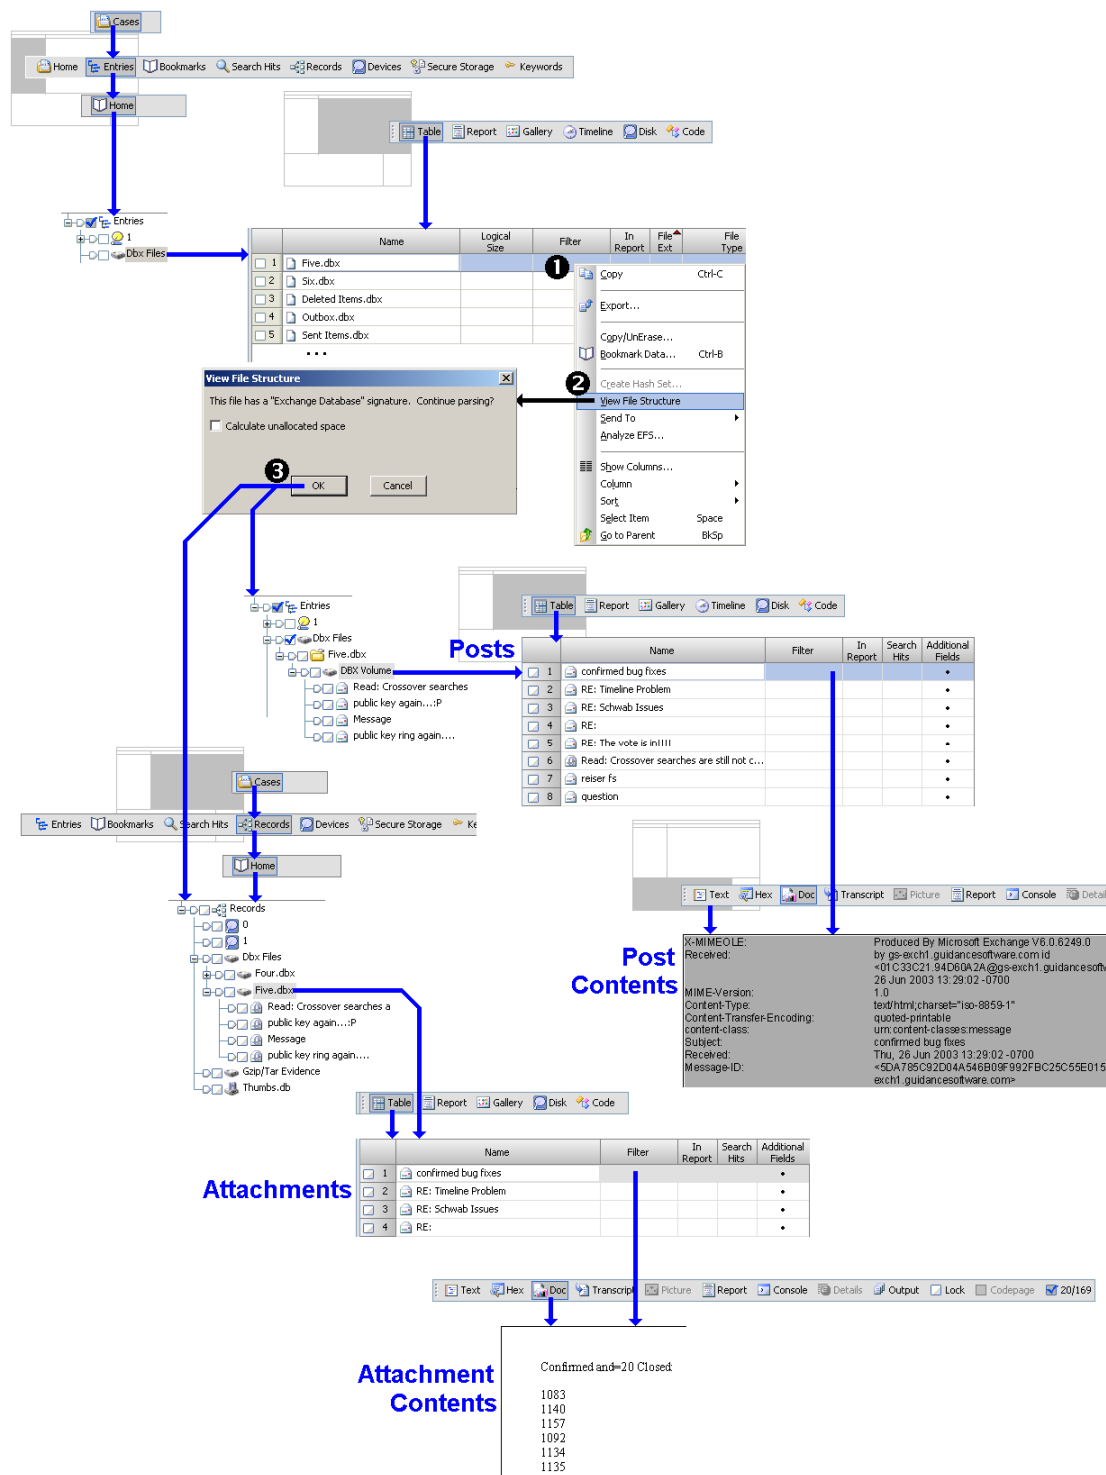 Cases
Home Entries Bookmarks Search Hits Records Devices Secure Storage Keywords
Home
Table Report Gallery Timeline Disk Code
Entries
1
Dbx Files
Name Logical Size Filter In Report File Ext File Type
1 Five.dbx
2 Six.dbx
3 Deleted Items.dbx
4 Outbox.dbx
5 Sent Items.dbx
...
1
Copy Ctrl-C
Export...
Copy/UnErase...
Bookmark Data... Ctrl-B
Create Hash Set...
2
View File Structure
Send To
Analyze EFS...
Show Columns...
Column
Sort
Select Item Space
Go to Parent BkSp
View File Structure
This file has a "Exchange Database" signature. Continue parsing?
Calculate unallocated space
3
OK Cancel
Entries
1
Dbx Files
Five.dbx
DBX Volume
Read: Crossover searches
public key again...:P
Message
public key ring again....
Table Report Gallery Timeline Disk Code
Posts
Name Filter In Report Search Hits Additional Fields
1 confirmed bug fixes •
2 RE: Timeline Problem •
3 RE: Schwab Issues •
4 RE: •
5 RE: The vote is in!!!! •
6 Read: Crossover searches are still not c... •
7 reiser fs •
8 question •
Cases
Entries Bookmarks Search Hits Records Devices Secure Storage Ke
Home
Records
0
1
Dbx Files
Four.dbx
Five.dbx
Read: Crossover searches a
public key again...:P
Message
public key ring again....
Gzip/Tar Evidence
Thumbs.db
Text Hex Doc Transcript Picture Report Console Detail
Post
Contents
X-MIMEOLE: Produced By Microsoft Exchange V6.0.6249.0
Received: by gs-exch1.guidancesoftware.com id
<01C33C21.94D60A2A@gs-exch1.guidancesoftw
26 Jun 2003 13:29:02 -0700
MIME-Version: 1.0
Content-Type: text/html;charset="iso-8859-1"
Content-Transfer-Encoding: quoted-printable
content-class: urn:content-classes:message
Subject: confirmed bug fixes
Received: Thu, 26 Jun 2003 13:29:02 -0700
Message-ID: <5DA785C92D04A546B09F992FBC25C55E015
exch1.guidancesoftware.com>
Table Report Gallery Disk Code
Attachments
Name Filter In Report Search Hits Additional Fields
1 confirmed bug fixes •
2 RE: Timeline Problem •
3 RE: Schwab Issues •
4 RE: •
Text Hex Doc Transcript Picture Report Console Details Output Lock Codepage 20/169
Attachment
Contents
Confirmed and=20 Closed:
1083
1140
1157
1092
1134
1135